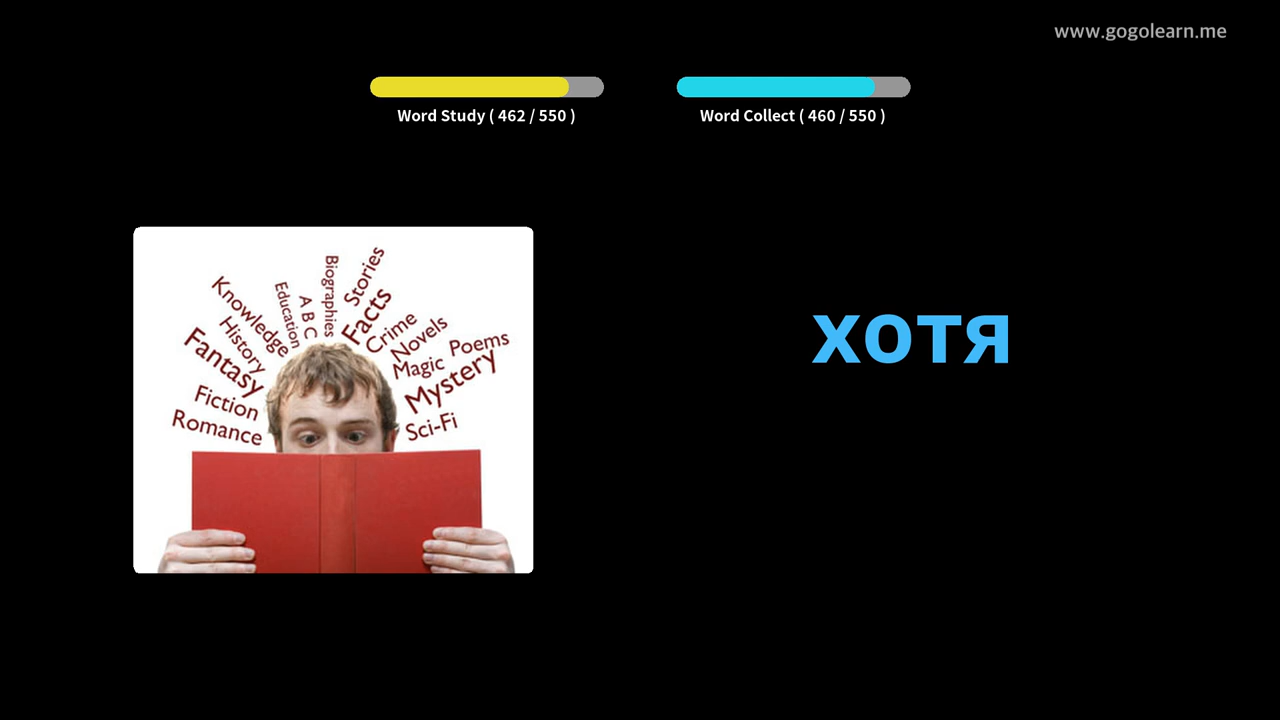 www.gogolearn.me
Word Study ( 462 / 550 )
Word Collect ( 460 / 550 )
Biographies
Stories
Education
A B C
Facts
Knowledge
History
Crime
Novels
Poems
Fantasy
Magic
Mystery
Fiction
Romance
Sci-Fi
хотя